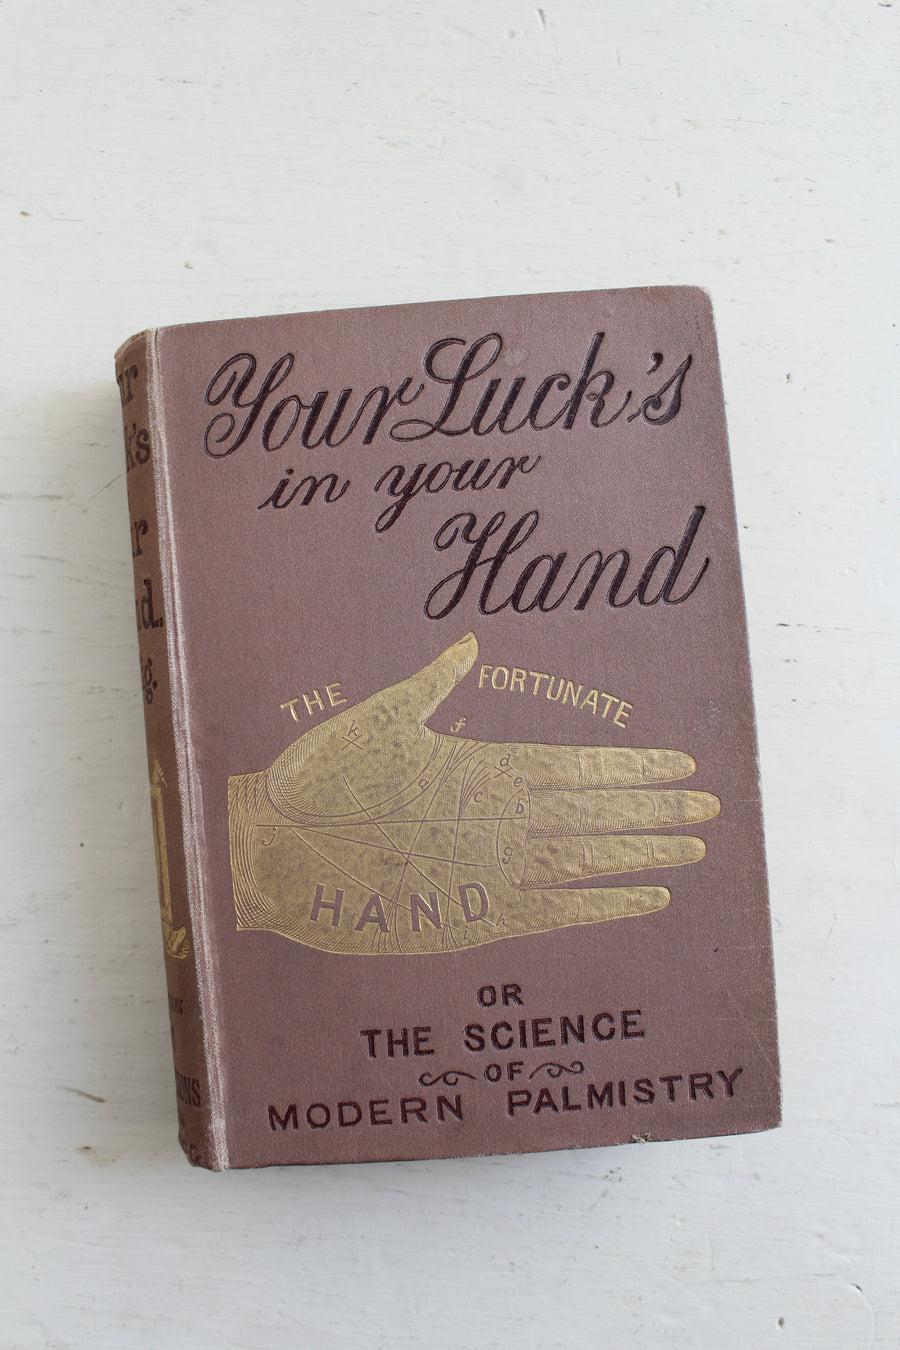 Your Luck's
in your
Hand
THE FORTUNATE
HAND
k
f
a
d
e
c
b
g
j
OR
THE SCIENCE
OF
MODERN PALMISTRY